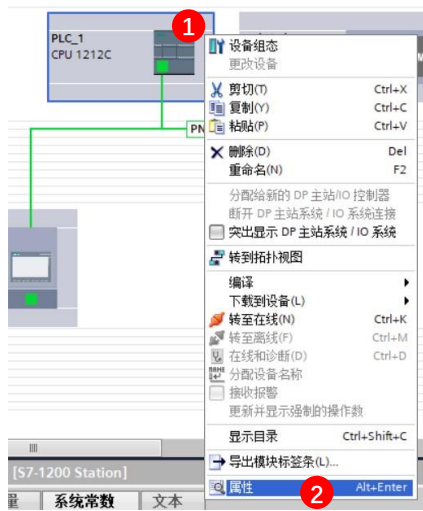 1
PLC_1
CPU 1212C
设备组态
更改设备
剪切(T) Ctrl+X
复制(Y) Ctrl+C
PN
粘贴(P) Ctrl+V
删除(D) Del
重命名(N) F2
分配给新的 DP 主站/IO 控制器
断开 DP 主站系统 / IO 系统连接
突出显示 DP 主站系统 / IO 系统
转到拓扑视图
编译
下载到设备(L)
转至在线(N) Ctrl+K
转至离线(F) Ctrl+M
在线和诊断(D) Ctrl+D
分配设备名称
接收报警
更新并显示强制的操作数
显示目录 Ctrl+Shift+C
导出模块标签条(L)...
[S7-1200 Station]
属性 2 Alt+Enter
量 系统常数 文本